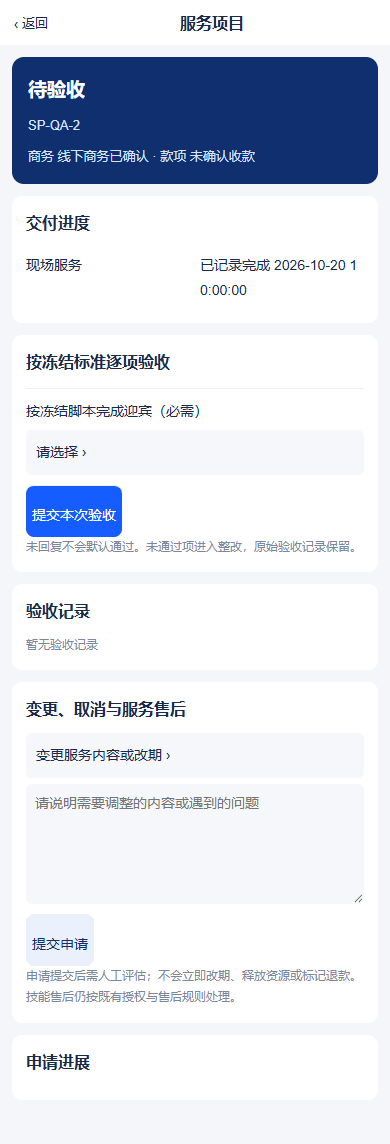 ‹ 返回
服务项目
待验收
SP-QA-2
商务 线下商务已确认 · 款项 未确认收款
交付进度
现场服务
已记录完成 2026-10-20 1
0:00:00
按冻结标准逐项验收
按冻结脚本完成迎宾（必需）
请选择 ›
提交本次验收
未回复不会默认通过。未通过项进入整改，原始验收记录保留。
验收记录
暂无验收记录
变更、取消与服务售后
变更服务内容或改期 ›
请说明需要调整的内容或遇到的问题
提交申请
申请提交后需人工评估；不会立即改期、释放资源或标记退款。
技能售后仍按既有授权与售后规则处理。
申请进展